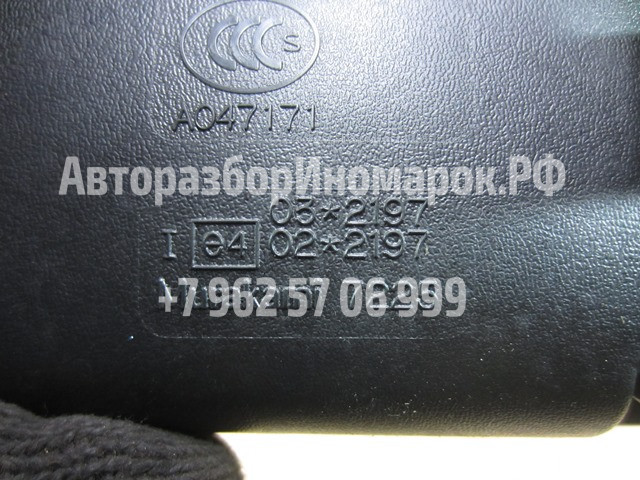 CCC S
A047171
АвторазборИномарок.РФ
03*2197
I e4 02*2197
+7 962 57 06 999